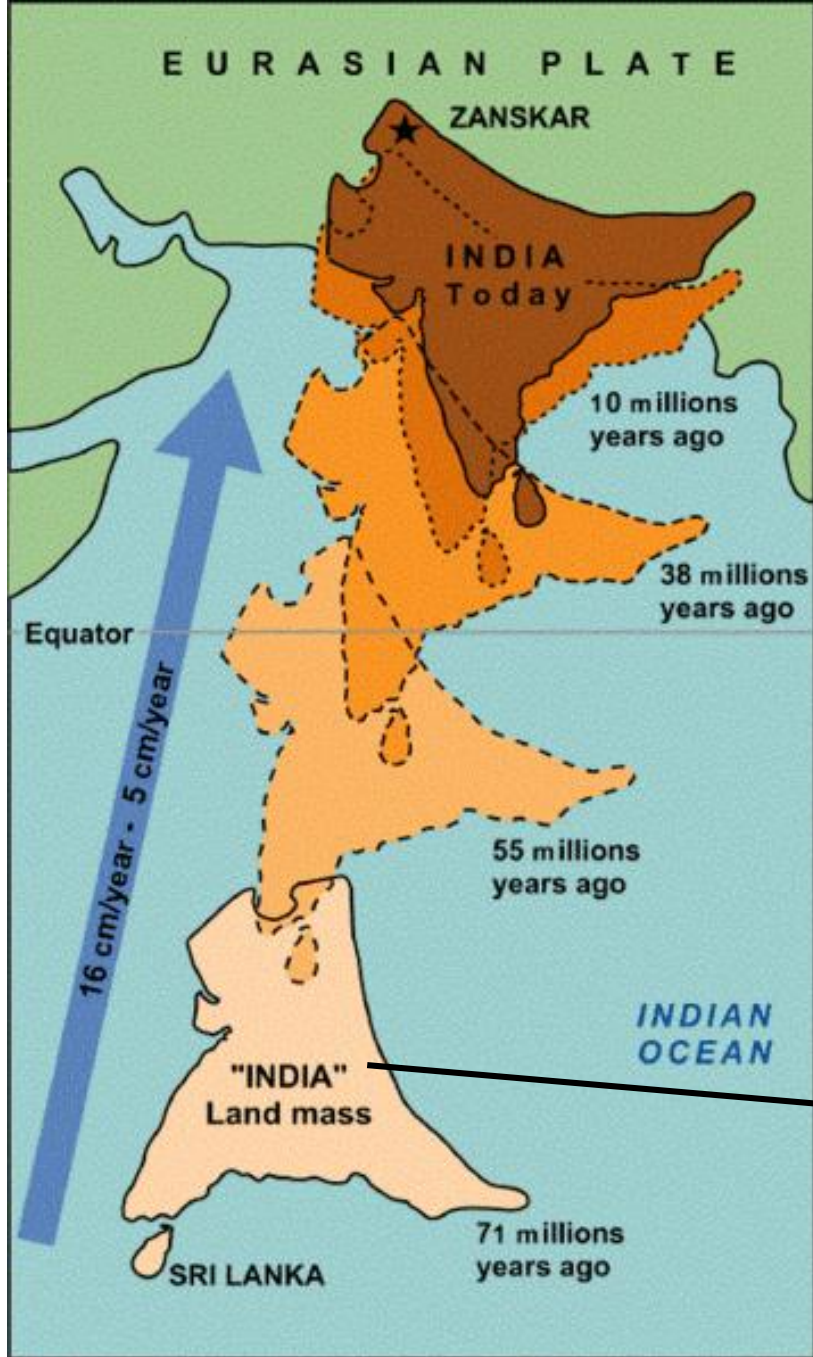 EURASIAN PLATE
ZANSKAR
INDIA
Today
10 millions
years ago
38 millions
years ago
Equator
16 cm/year - 5 cm/year
55 millions
years ago
INDIAN
OCEAN
"INDIA"
Land mass
71 millions
years ago
SRI LANKA